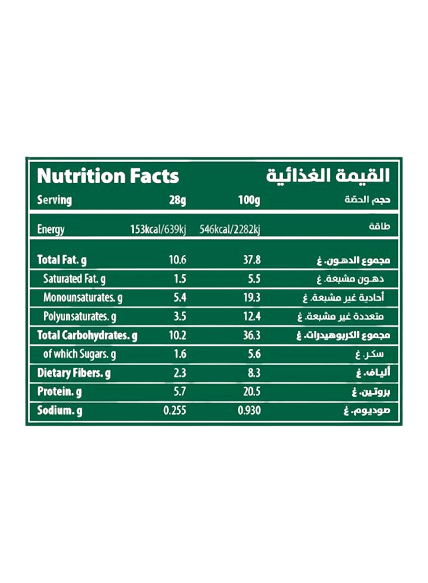 Nutrition Facts القيمة الغذائية
Serving 28g 100g حجم الحصّة
Energy 153kcal/639kj 546kcal/2282kj طاقة
Total Fat. g 10.6 37.8 مجموع الدهون. غ
Saturated Fat. g 1.5 5.5 دهون مشبعة. غ
Monounsaturates. g 5.4 19.3 أحادية غير مشبعة. غ
Polyunsaturates. g 3.5 12.4 متعددة غير مشبعة. غ
Total Carbohydrates. g 10.2 36.3 مجموع الكربوهيدرات. غ
of which Sugars. g 1.6 5.6 سكر. غ
Dietary Fibers. g 2.3 8.3 ألياف. غ
Protein. g 5.7 20.5 بروتين. غ
Sodium. g 0.255 0.930 صوديوم. غ